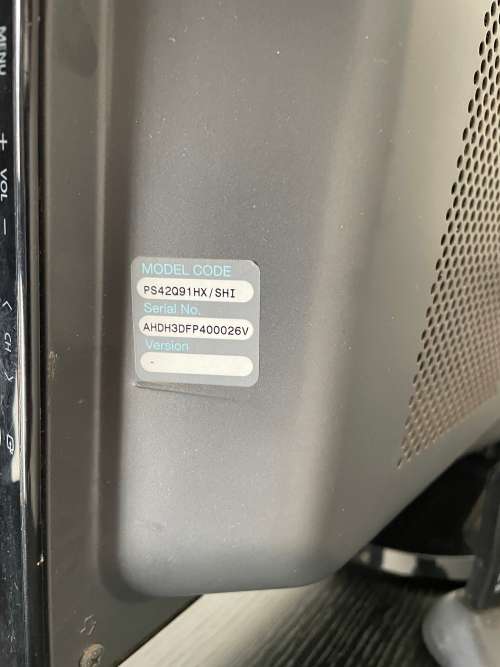 MENU
+
VOL
-
< CH >
MODEL CODE
PS42Q91HX/SHI
Serial No.
AHDH3DFP400026V
Version
-